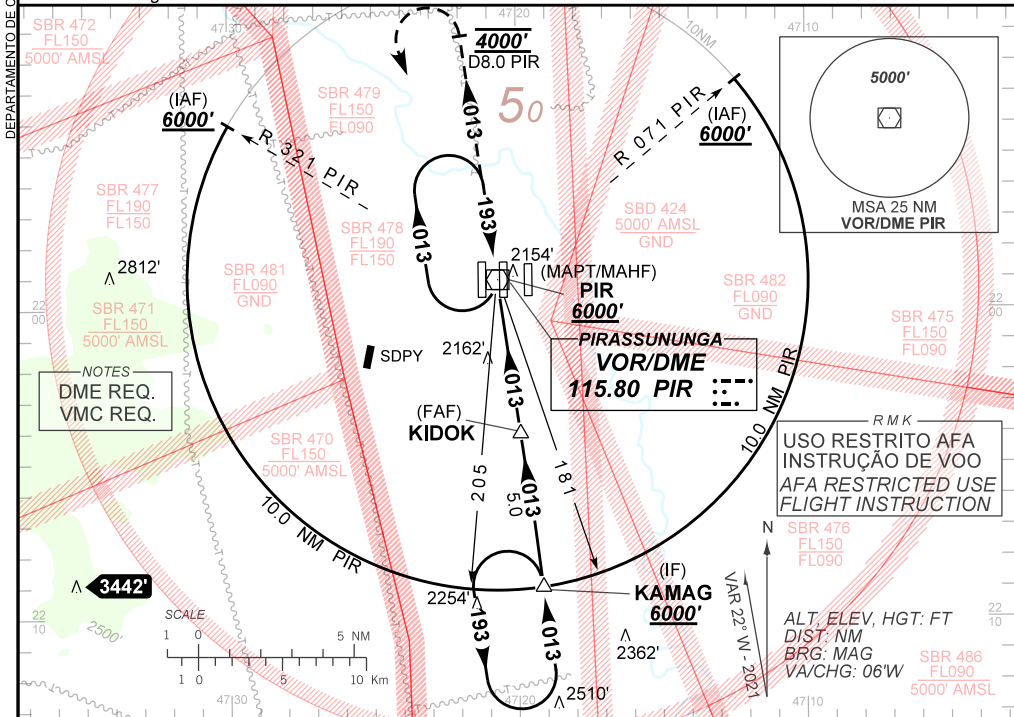 DEPARTAMENTO DE
SBR 472
FL150
5000' AMSL
47 30
47 20
47 10
10NM
4000'
D8.0 PIR
5000'
MSA 25 NM
VOR/DME PIR
(IAF)
6000'
R 321 PIR
SBR 479
FL150
FL090
50
013
R 071 PIR
(IAF)
6000'
SBR 477
FL190
FL150
SBR 478
FL190
FL150
193
013
SBD 424
5000' AMSL
GND
2812'
SBR 481
FL090
GND
2154'
(MAPT/MAHF)
PIR
6000'
SBR 482
FL090
GND
SBR 471
FL150
5000' AMSL
22
00
22
00
SBR 475
FL150
FL090
SDPY
2162'
PIRASSUNUNGA
VOR/DME
115.80 PIR
NOTES
DME REQ.
VMC REQ.
013
(FAF)
KIDOK
10.0 NM PIR
RMK
USO RESTRITO AFA
INSTRUÇÃO DE VOO
AFA RESTRICTED USE
FLIGHT INSTRUCTION
SBR 470
FL150
5000' AMSL
205
013
5.0
181
10.0 NM PIR
SBR 476
FL150
FL090
N
VAR 22° W - 2021
(IF)
KAMAG
6000'
3442'
2500'
2254'
193
013
2362'
2510'
22
10
22
10
SCALE
1 0 5 NM
1 0 5 10 Km
ALT, ELEV, HGT: FT
DIST: NM
BRG: MAG
VA/CHG: 06'W
SBR 486
FL090
5000' AMSL
47 30
47 20
47 10